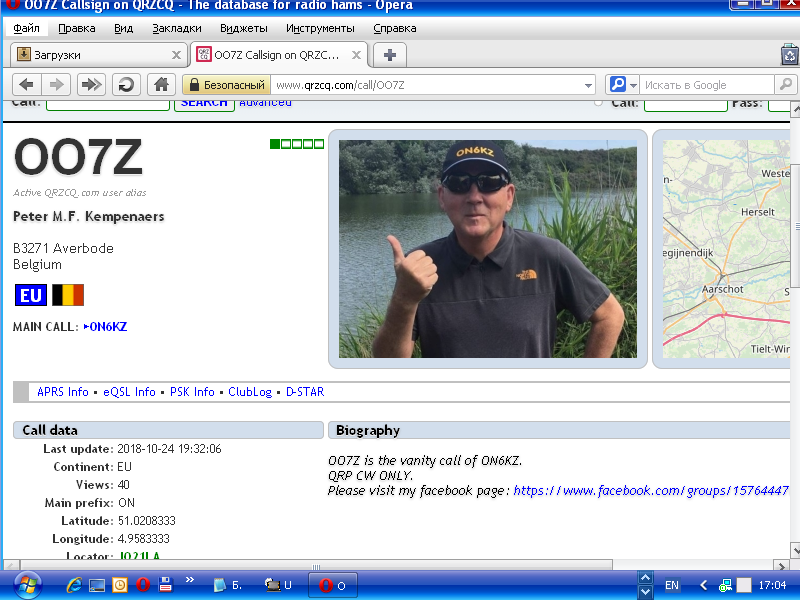 OO7Z Callsign on QRZCQ - The database for radio hams - Opera
Файл Правка Вид Закладки Виджеты Инструменты Справка
Загрузки
OO7Z Callsign on QRZC...
Безопасный www.qrzcq.com/call/OO7Z
Искать в Google
Call: SEARCH Advanced
Call: Pass:
OO7Z
Active QRZCQ.com user alias
Peter M.F. Kempenaers
B3271 Averbode
Belgium
EU
MAIN CALL: ▸ON6KZ
ON6KZ
THE NORTH FACE
Weste
n-
Herselt
egijnendijk
Aarschot
S
Tielt-Win
APRS Info • eQSL Info • PSK Info • ClubLog • D-STAR
Call data
Last update: 2018-10-24 19:32:06
Continent: EU
Views: 40
Main prefix: ON
Latitude: 51.0208333
Longitude: 4.9583333
Locator: JO21LA
Biography
OO7Z is the vanity call of ON6KZ.
QRP CW ONLY.
Please visit my facebook page: https://www.facebook.com/groups/15764447
» Б. U O
EN 17:04